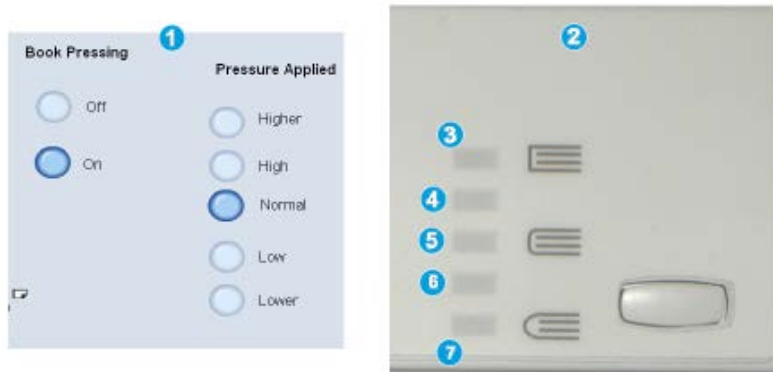 1
Book Pressing
Pressure Applied
Off
On
Higher
High
Normal
Low
Lower
2
3
4
5
6
7